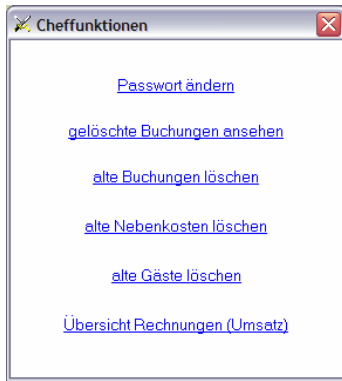 Cheffunktionen
Passwort ändern
gelöschte Buchungen ansehen
alte Buchungen löschen
alte Nebenkosten löschen
alte Gäste löschen
Übersicht Rechnungen (Umsatz)